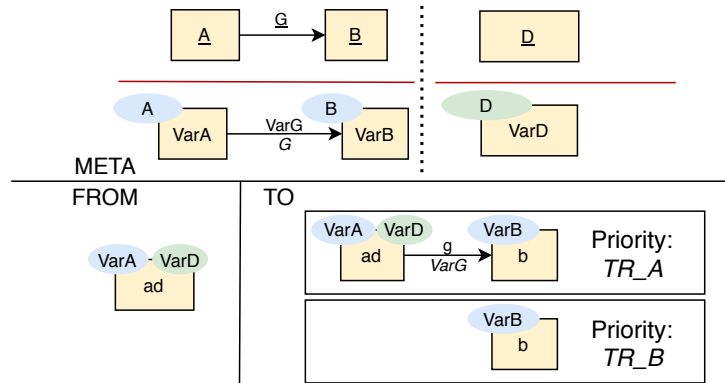 A G B D
A B D
VarA VarG VarB VarD
G
META
FROM TO
VarA VarD
ad
VarA VarD VarB
ad g b
VarG
Priority:
TR_A
VarB
b
Priority:
TR_B